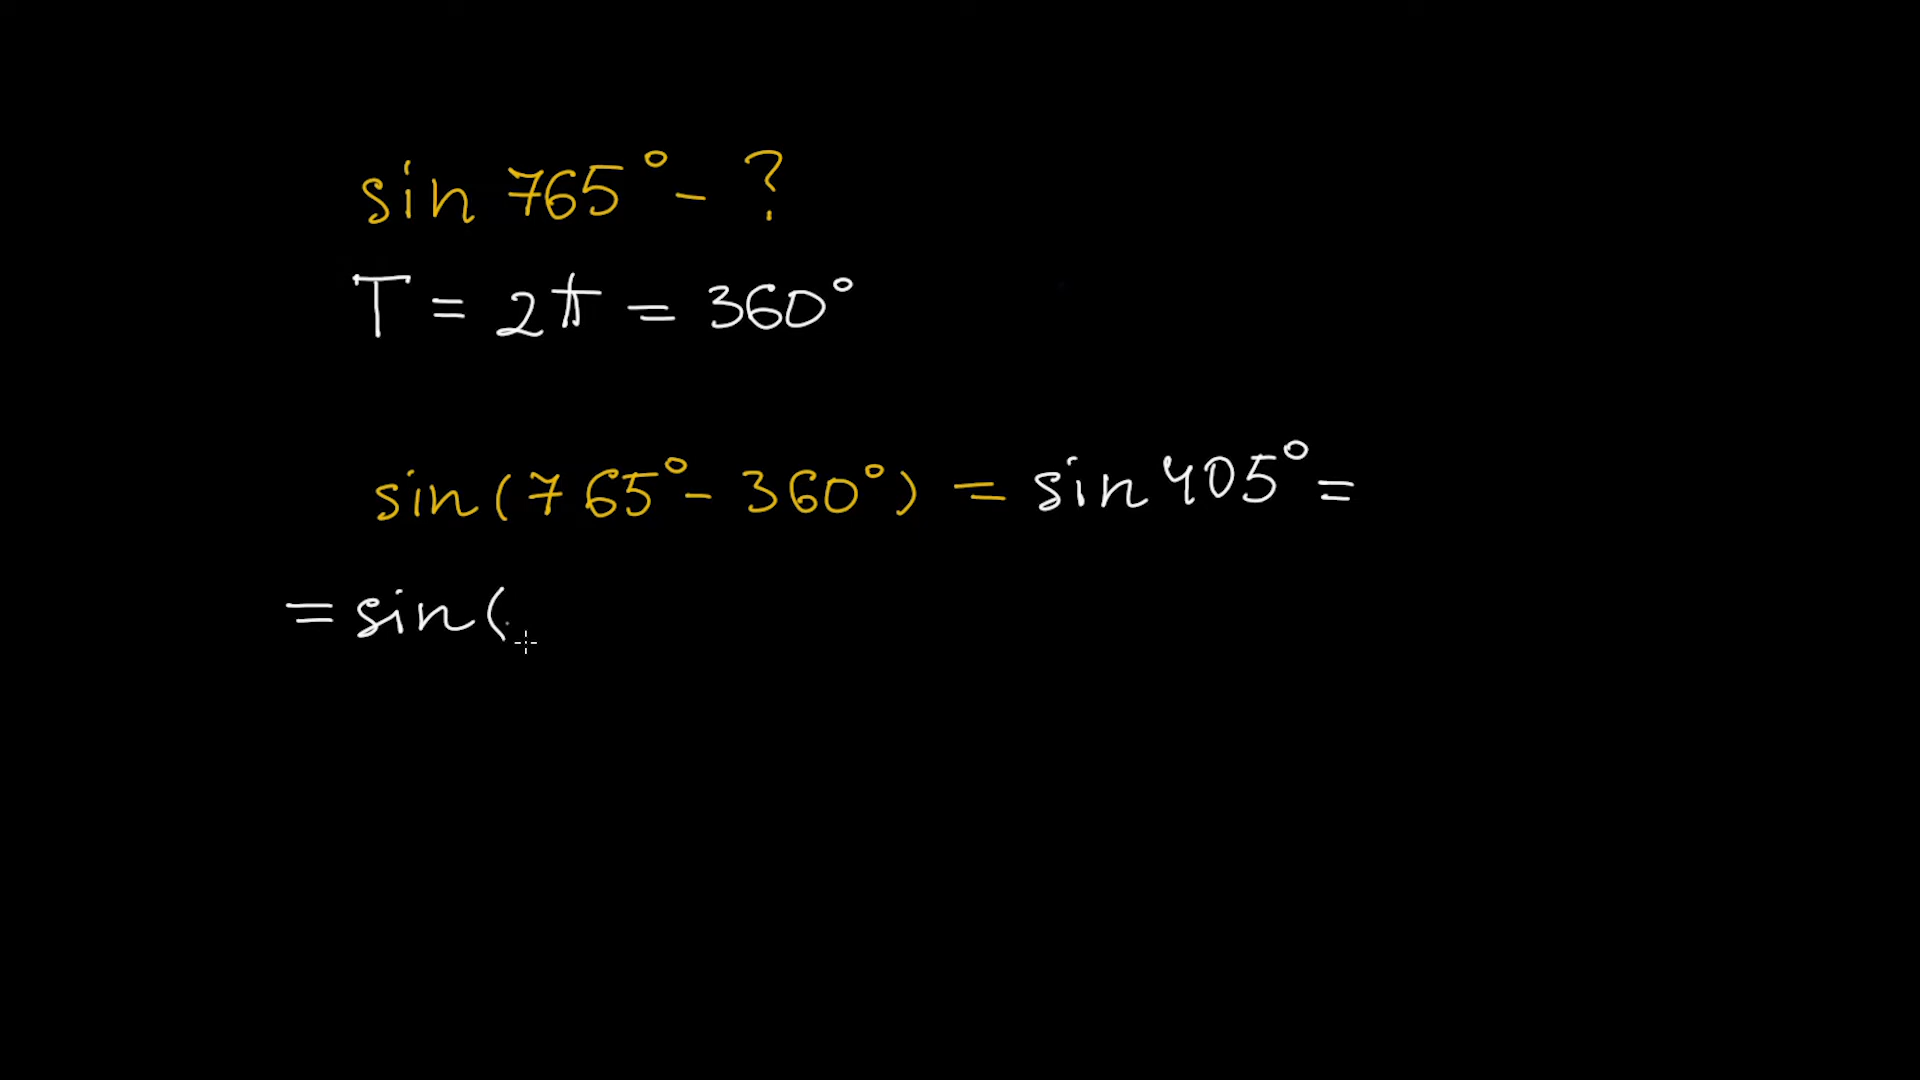 sin 765° - ?
T = 2π = 360°
sin(765° - 360°) = sin 405° =
= sin(